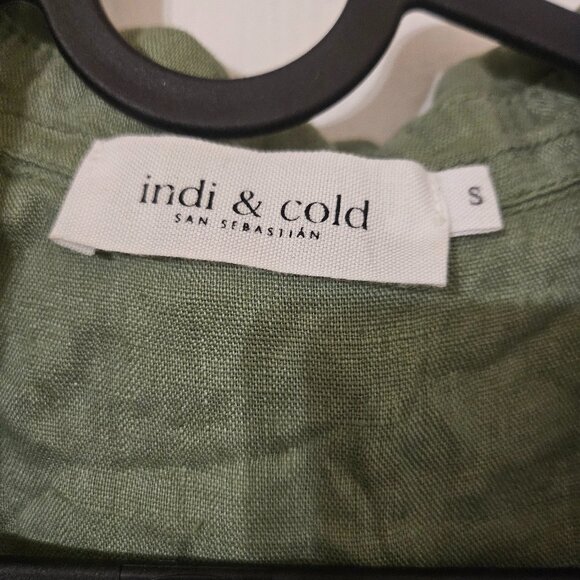 indi & cold
SAN SEBASTIÁN
S